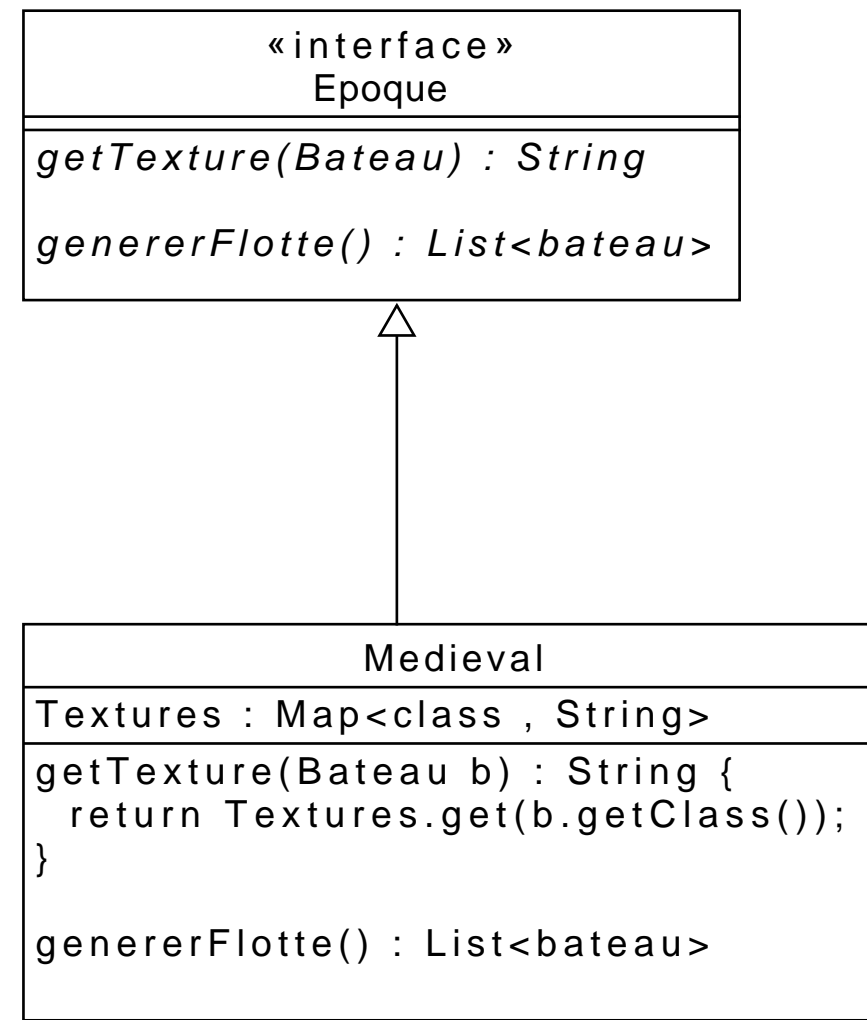 «interface»
Epoque
getTexture(Bateau) : String
genererFlotte() : List<bateau>
Medieval
Textures : Map<class , String>
getTexture(Bateau b) : String {
return Textures.get(b.getClass());
}
genererFlotte() : List<bateau>